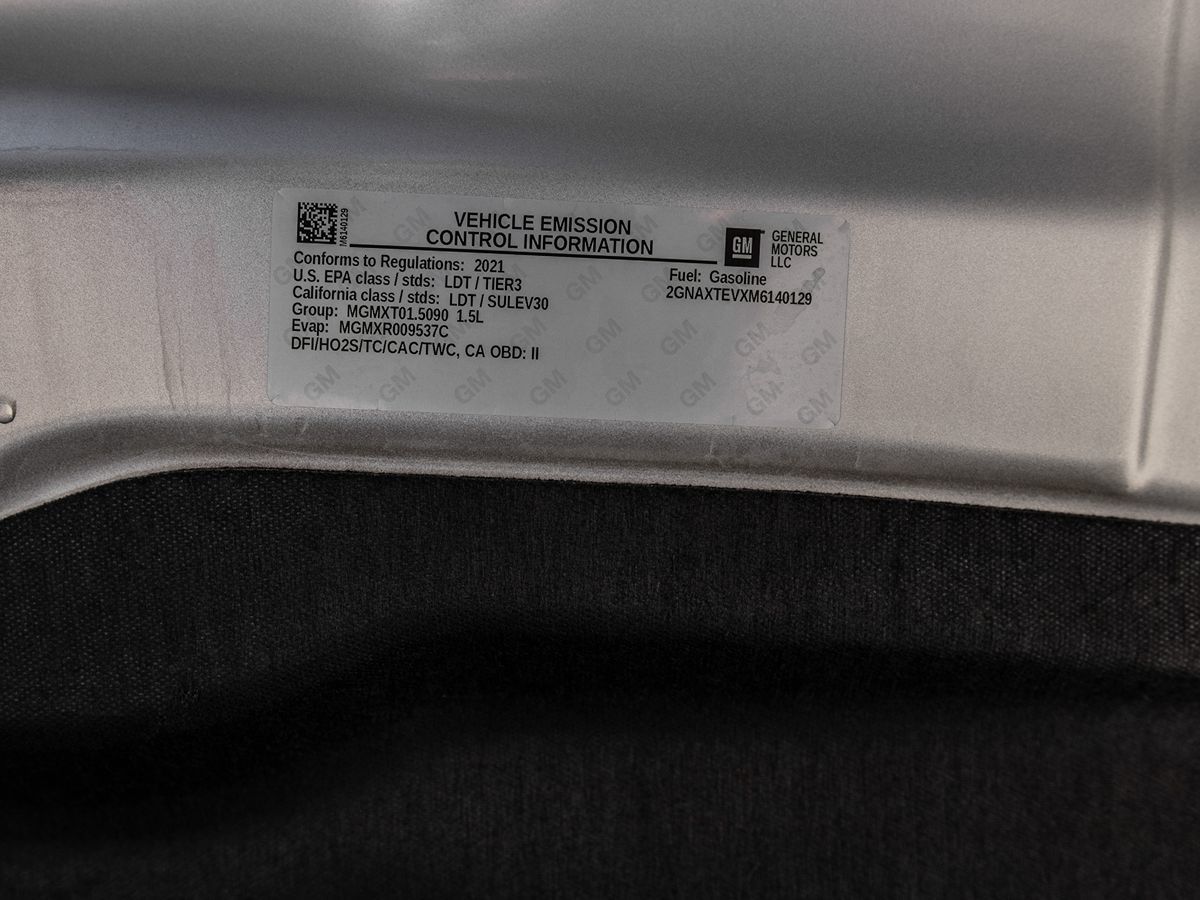 M6140129
VEHICLE EMISSION
CONTROL INFORMATION
GM
GENERAL
MOTORS
LLC
Conforms to Regulations: 2021
U.S. EPA class / stds: LDT / TIER3
California class / stds: LDT / SULEV30
Group: MGMXT01.5090 1.5L
Evap: MGMXR009537C
DFI/HO2S/TC/CAC/TWC, CA OBD: II
Fuel: Gasoline
2GNAXTEVXM6140129